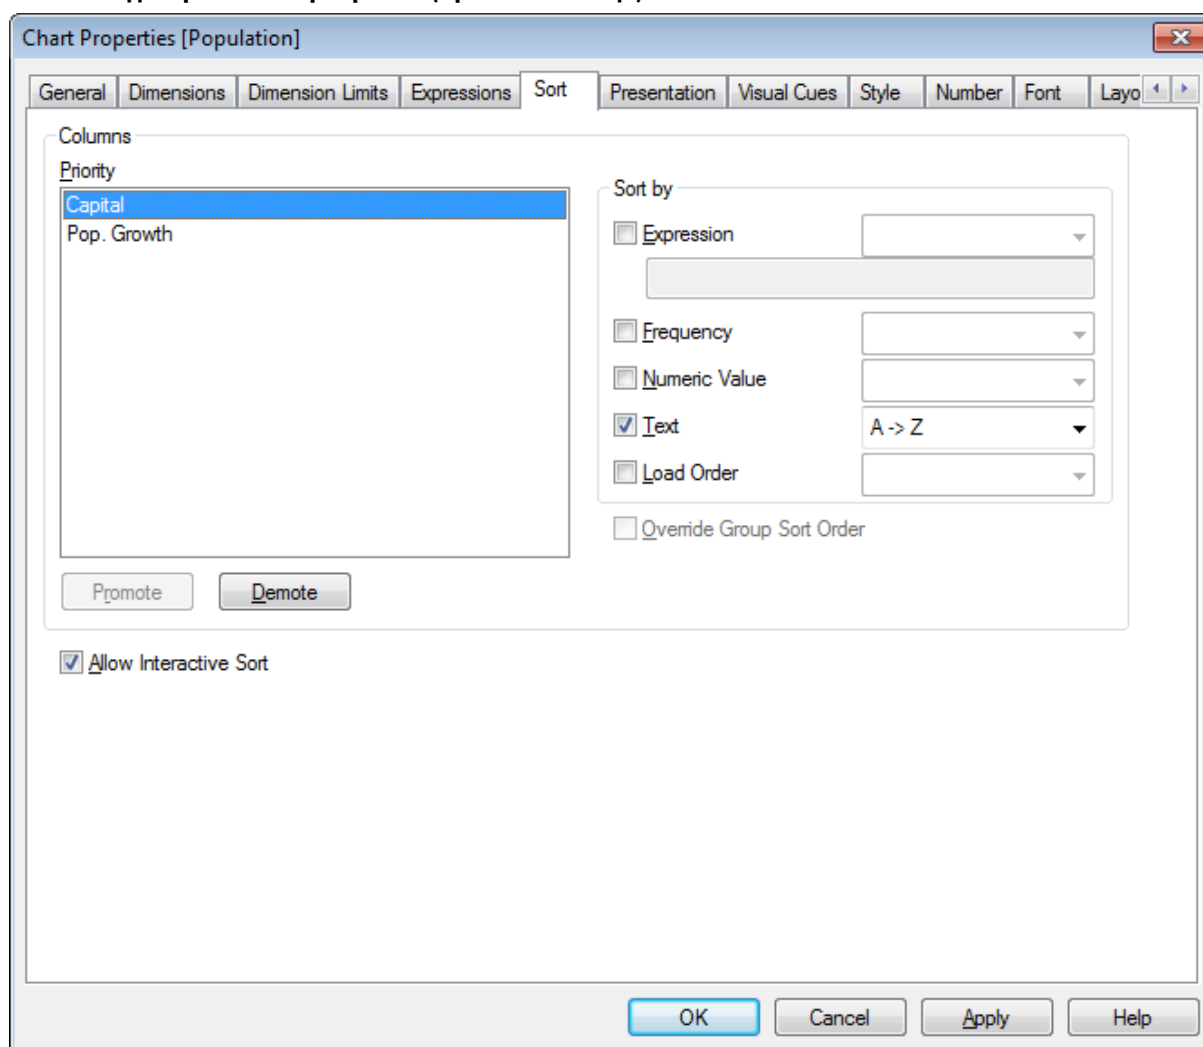 Chart Properties [Population]
General Dimensions Dimension Limits Expressions Sort Presentation Visual Cues Style Number Font Layo
Columns
Priority
Capital
Pop. Growth
Sort by
Expression
Frequency
Numeric Value
Text A -> Z
Load Order
Override Group Sort Order
Promote Demote
Allow Interactive Sort
OK Cancel Apply Help